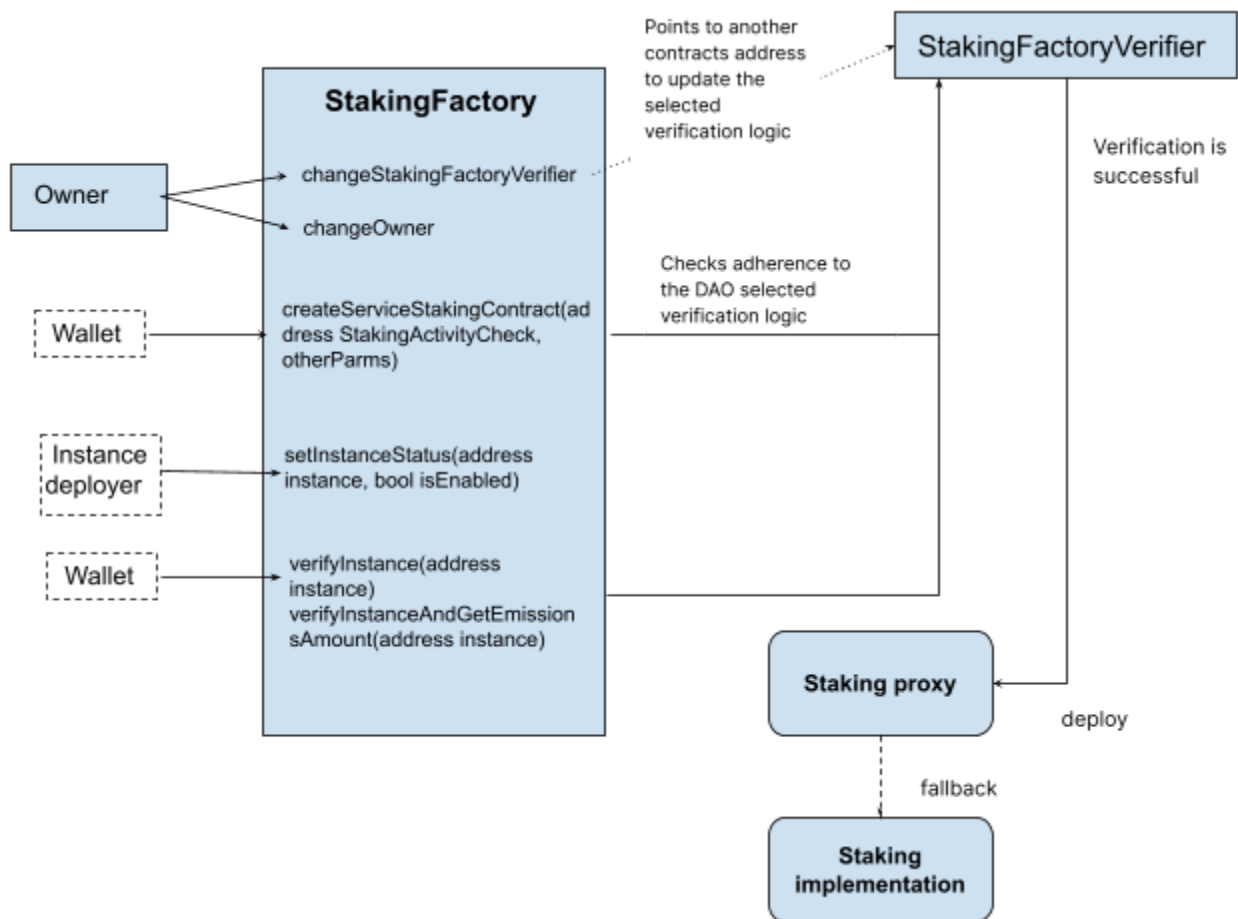 Points to another
contracts address
to update the
selected
verification logic
StakingFactoryVerifier
StakingFactory
Verification is
successful
changeStakingFactoryVerifier
Owner
changeOwner
Checks adherence to
the DAO selected
verification logic
createServiceStakingContract(ad
dress StakingActivityCheck,
otherParms)
Wallet
Instance
deployer
setInstanceStatus(address
instance, bool isEnabled)
Wallet
verifyInstance(address
instance)
verifyInstanceAndGetEmission
sAmount(address instance)
Staking proxy
deploy
fallback
Staking
implementation